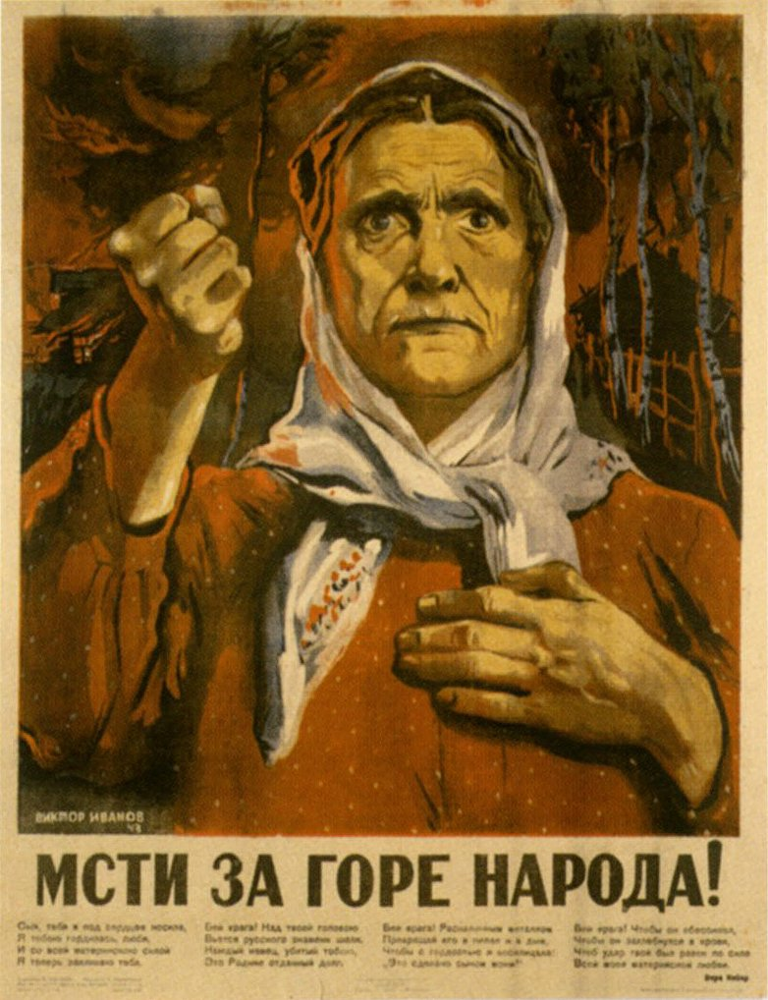 ВИКТОР ИВАНОВ
43
МСТИ ЗА ГОРЕ НАРОДА!
Сын, тебя я под сердцем носила,
Я тобою гордилась, любя,
И со всей материнскою силой
Я теперь заклинаю тебя.
Бей врага! Над твоей головою
Вьется русского знамени шелк.
Каждый немец, убитый тобою,
Это Родине отданный долг.
Бей врага! Раскаленным металлом
Превращая его в пепел и в дым,
Чтобы с гордостью я восклицала:
„Это сделано сыном моим!"
Бей врага! Чтобы он обессилел,
Чтобы он захлебнулся в крови,
Чтоб удар твой был равен по силе
Всей моей материнской любви.
Вера Инбер